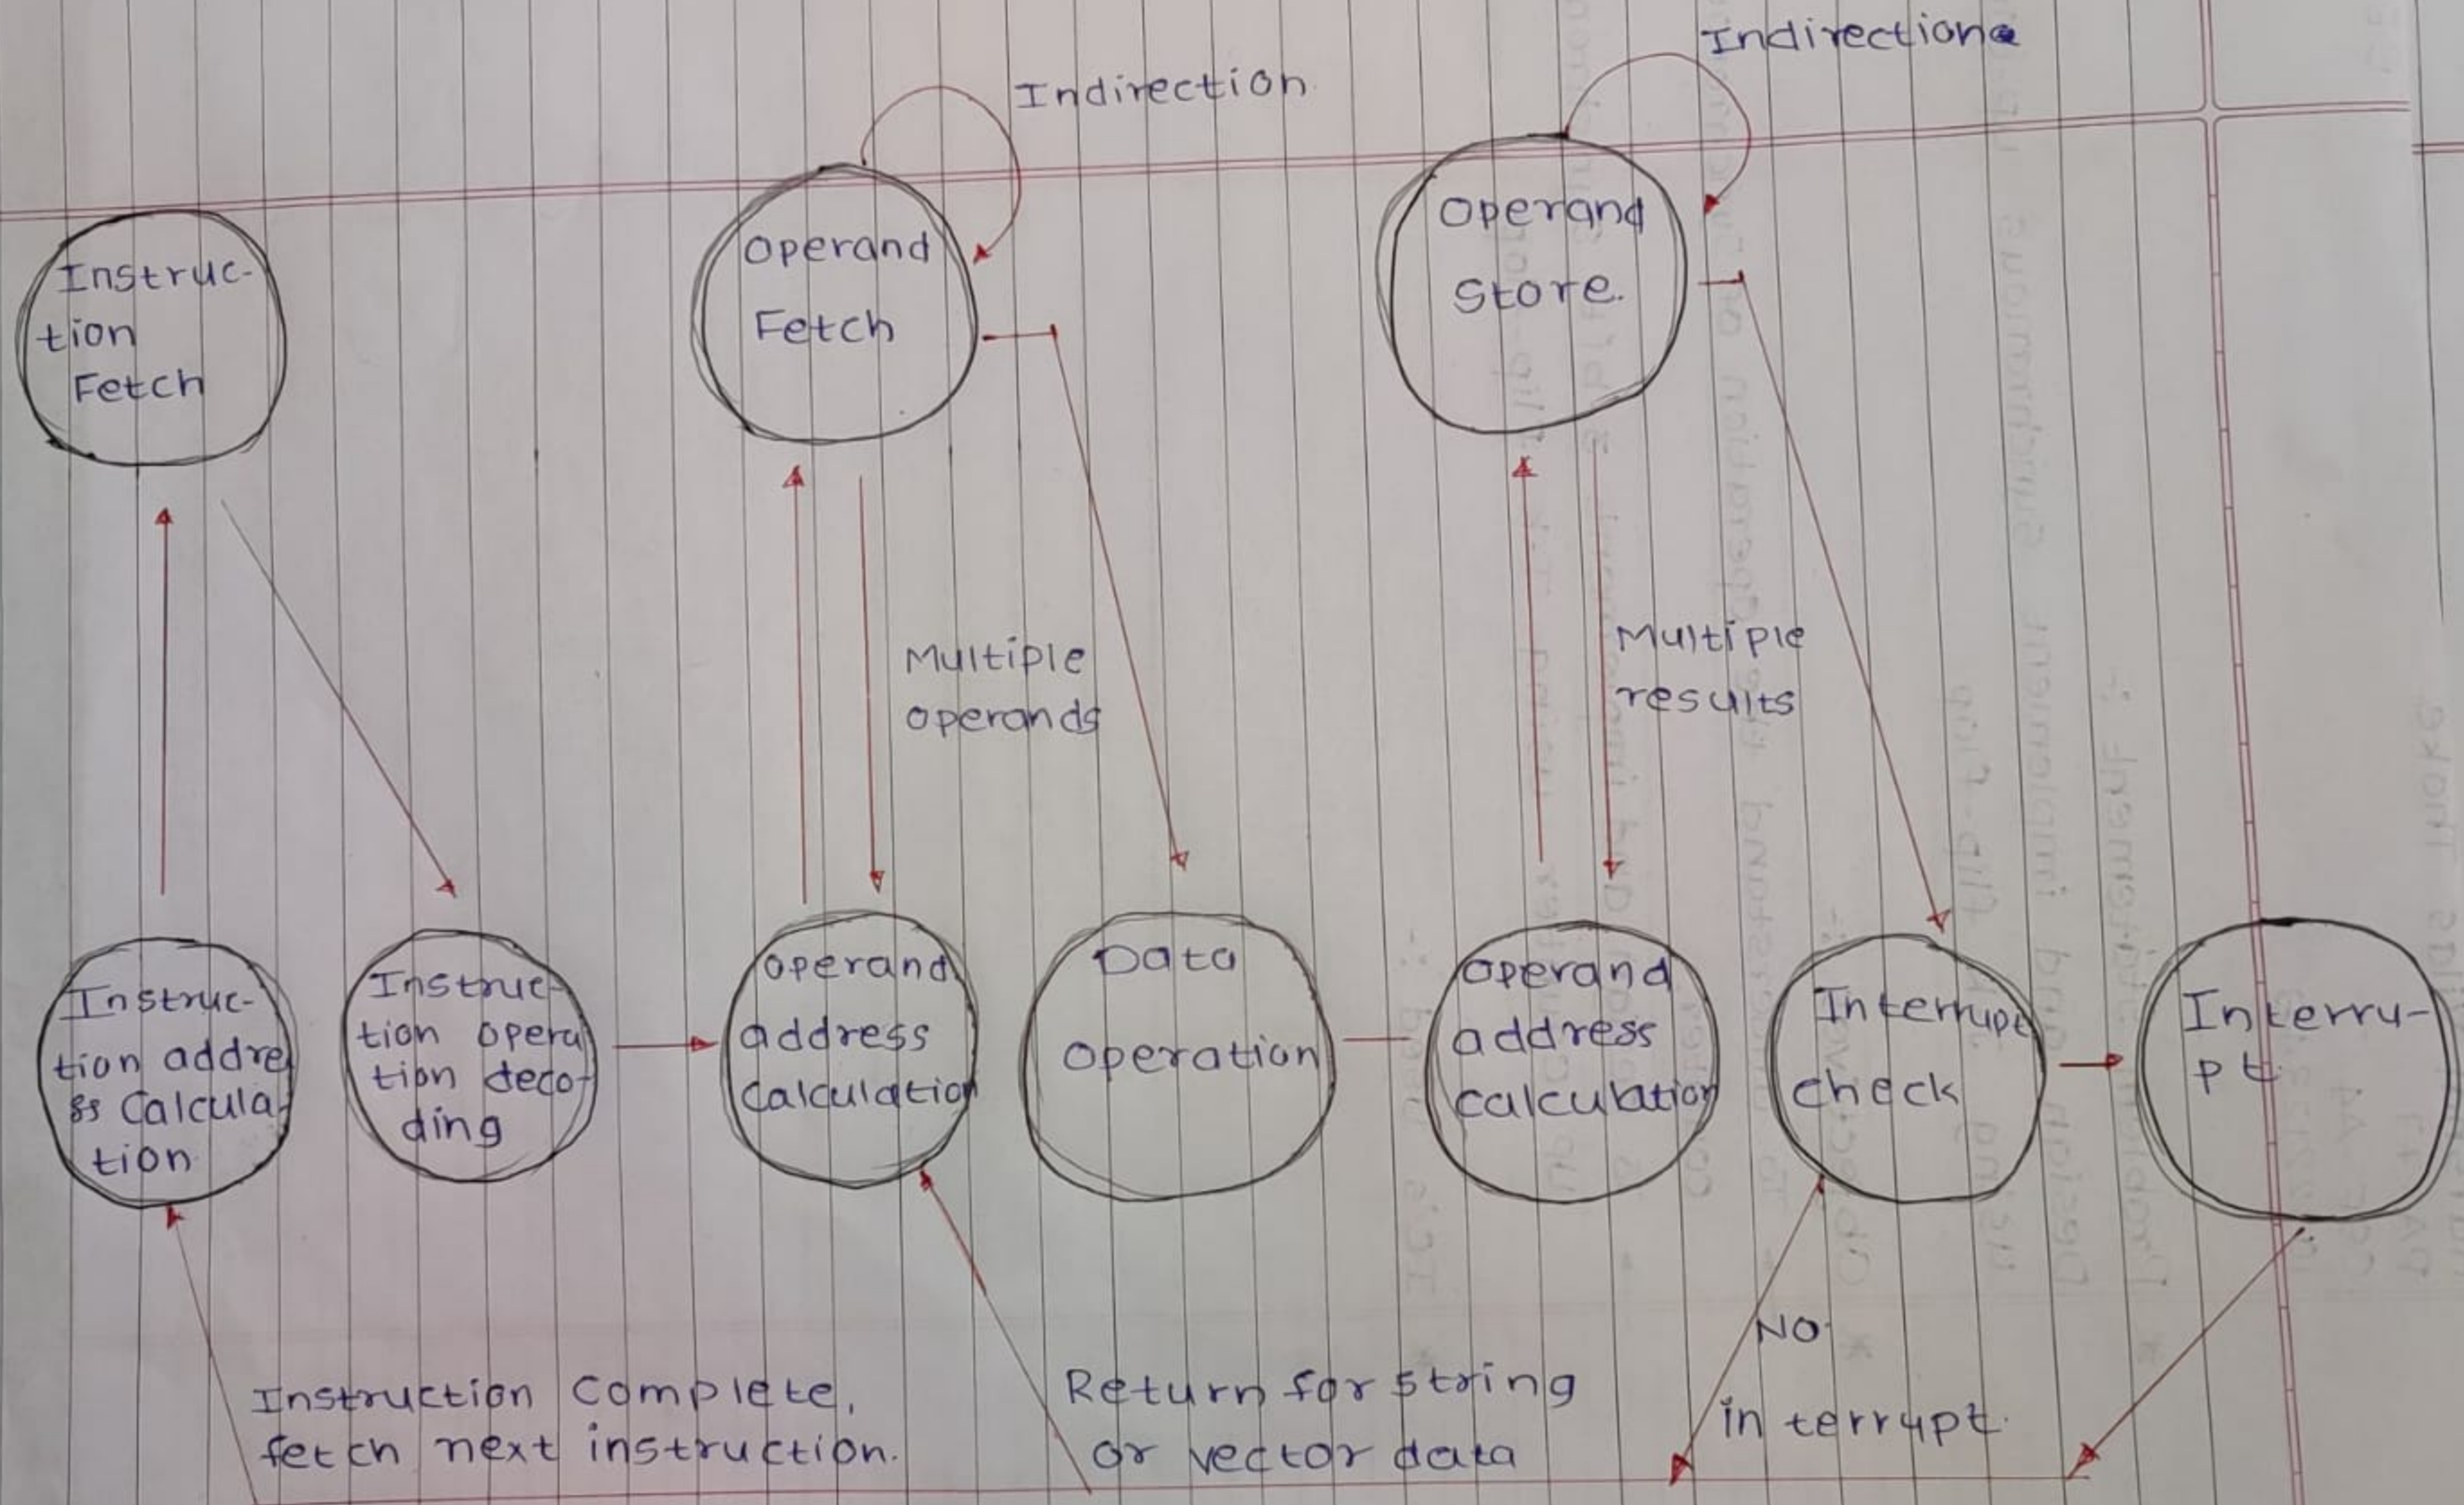 Indirection
Indirection
Instruc-
tion
Fetch
Operand
Fetch
Operand
Store.
Multiple
operands
Multiple
results
Instruc-
tion addre
ss Calcula-
tion
Instruc-
tion opera
tion deco-
ding
operand
address
Calculation
Data
operation
operand
address
calculation
Interrupt
check
Interru-
pt
Instruction Complete,
fetch next instruction.
Return for string
or vector data
NO
interrupt.